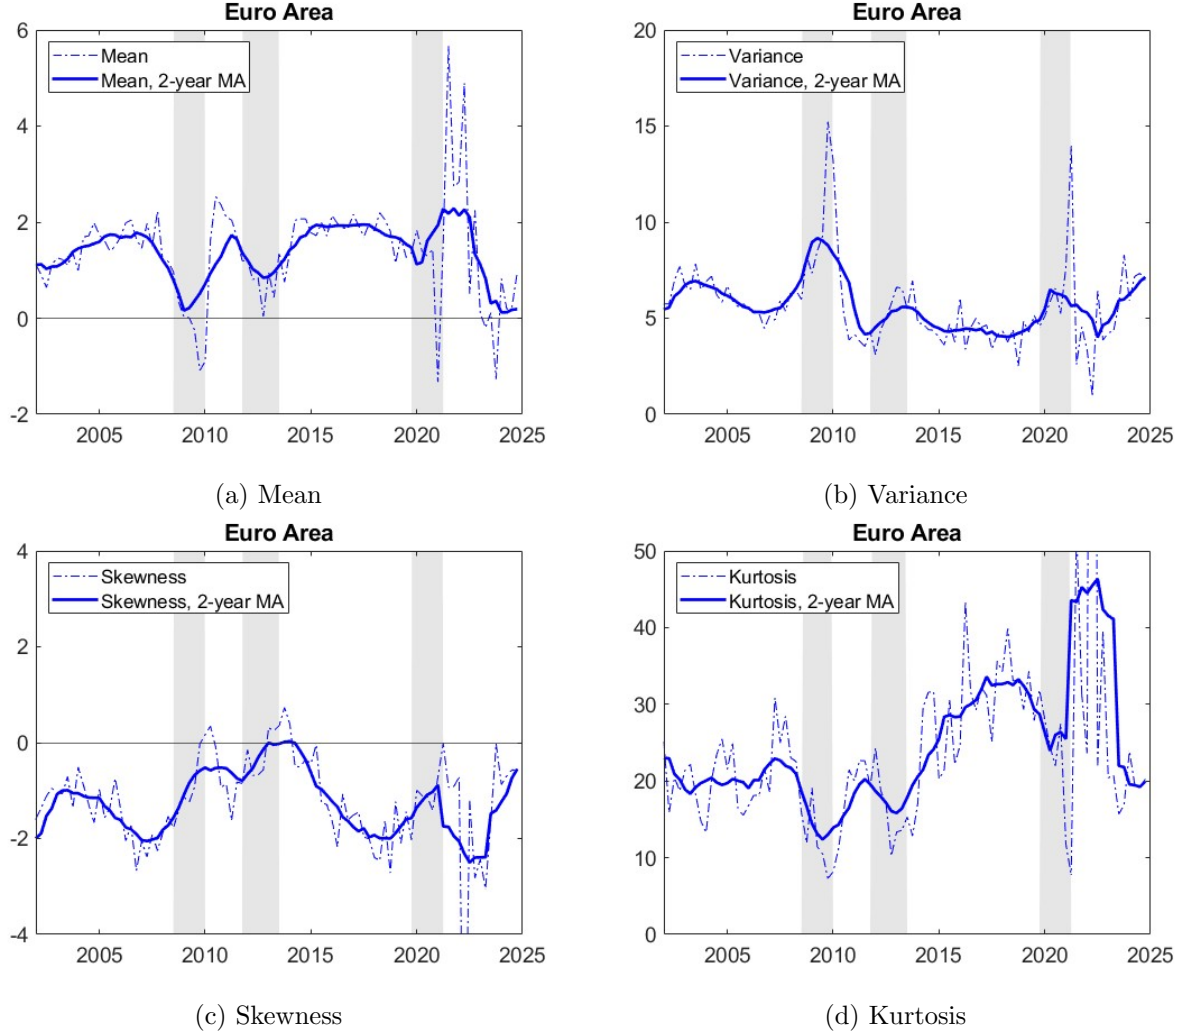 Euro Area
6
4
2
0
-2
Mean
Mean, 2-year MA
2005 2010 2015 2020 2025
(a) Mean
Euro Area
20
15
10
5
0
Variance
Variance, 2-year MA
2005 2010 2015 2020 2025
(b) Variance
Euro Area
4
2
0
-2
-4
Skewness
Skewness, 2-year MA
2005 2010 2015 2020 2025
(c) Skewness
Euro Area
50
40
30
20
10
0
Kurtosis
Kurtosis, 2-year MA
2005 2010 2015 2020 2025
(d) Kurtosis